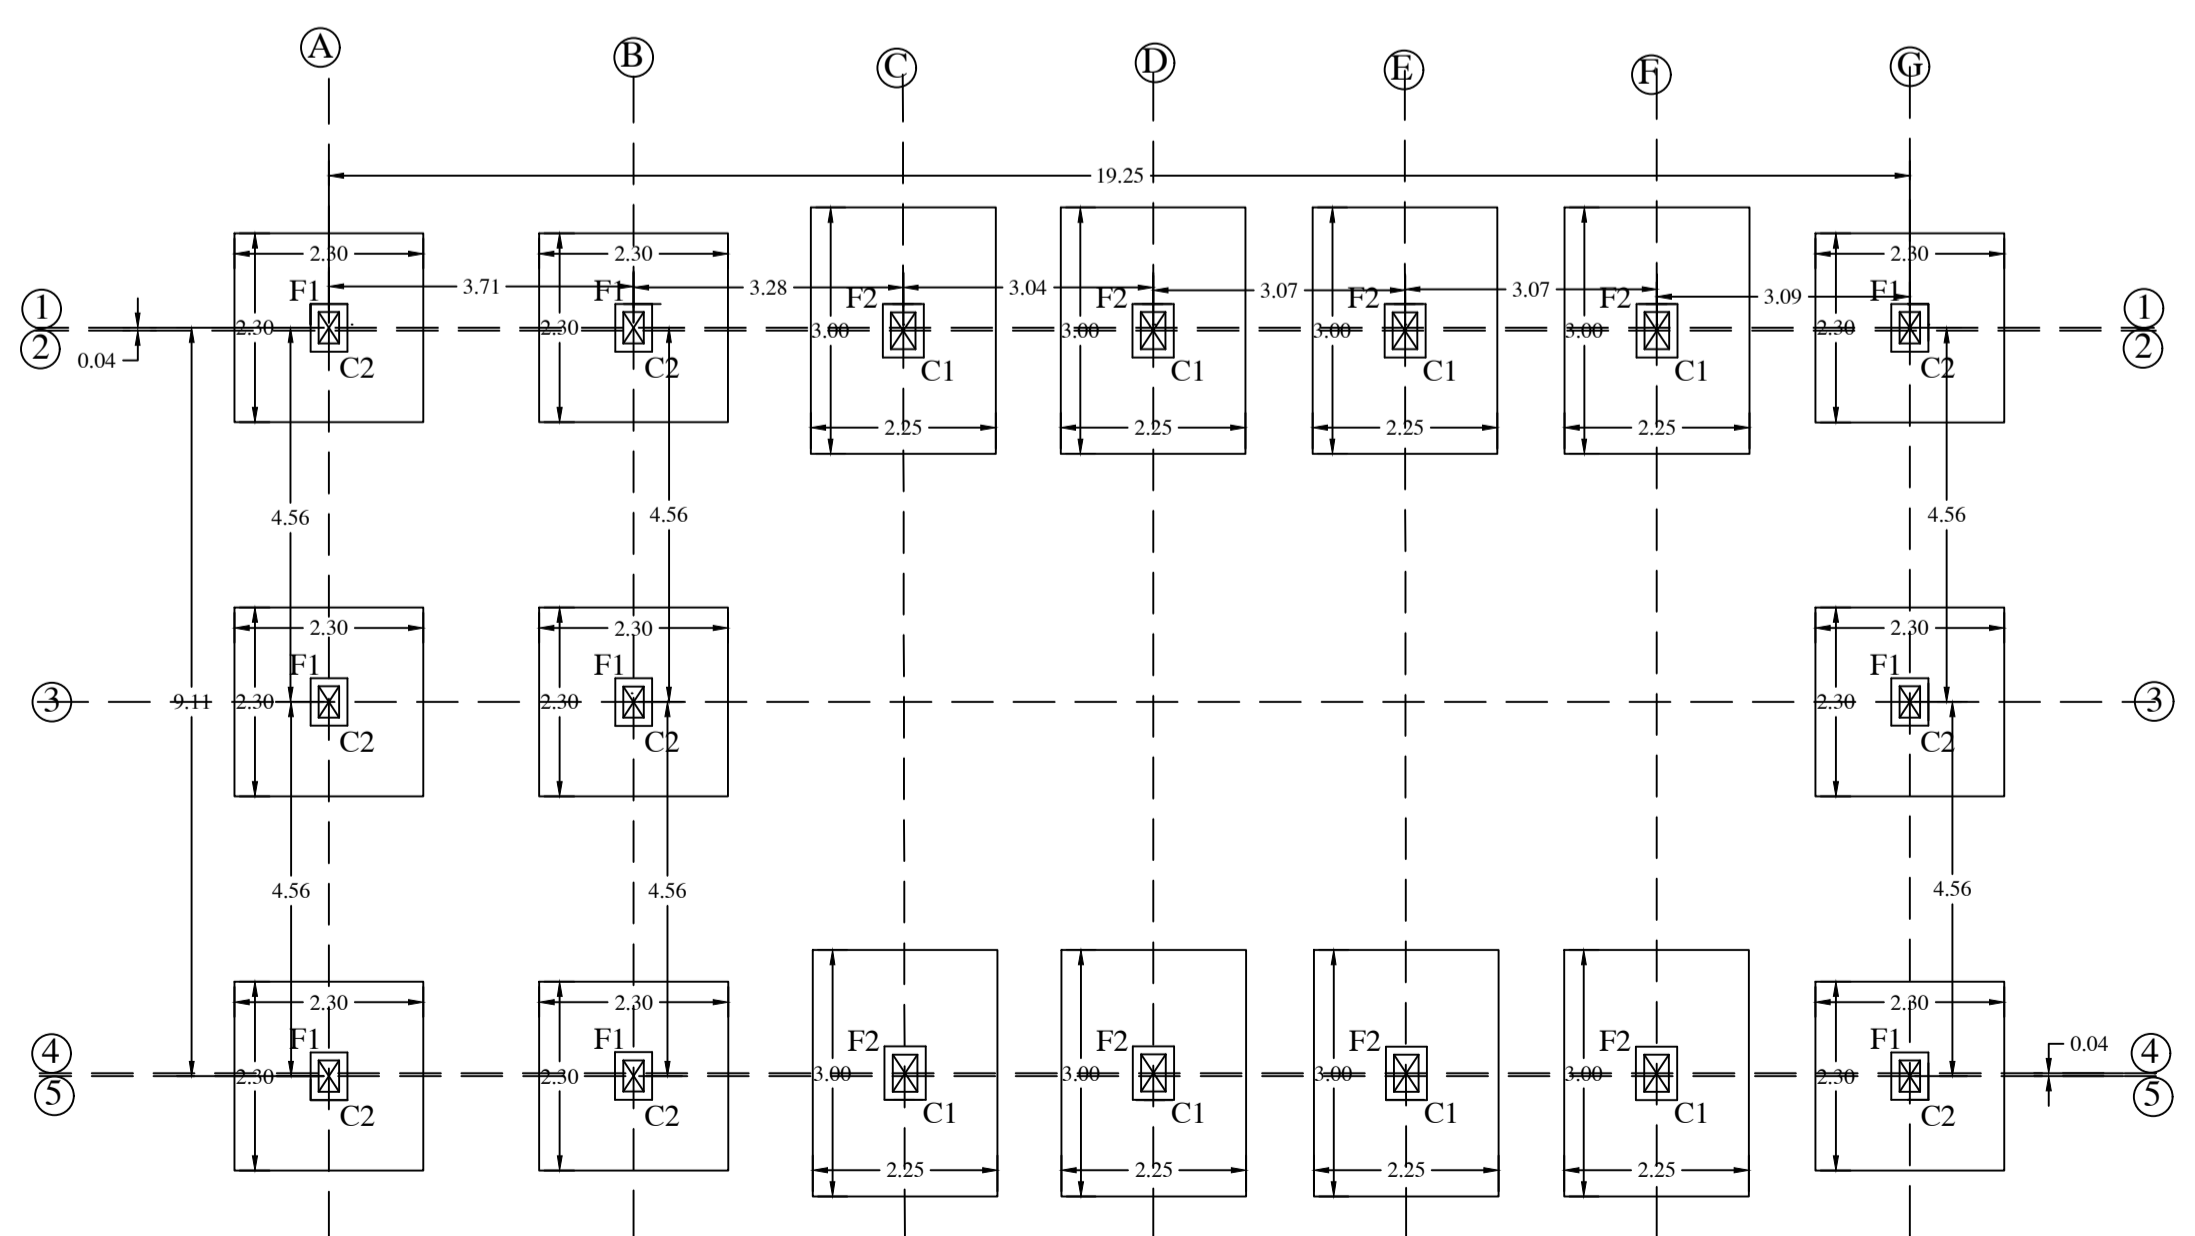 A B C D E F G
19.25
2.30 2.30 2.30
3.71 3.28 3.04 3.07 3.07 3.09
F1 F1 F2 F2 F2 F2 F1
1 1
2.30 2.30 3.00 3.00 3.00 3.00 2.30
2 2
0.04
C2 C2 C1 C1 C1 C1 C2
2.25 2.25 2.25 2.25
4.56 4.56 4.56
2.30 2.30 2.30
F1 F1 F1
3 9.11 2.30 2.30 2.30 3
C2 C2 C2
4.56 4.56 4.56
2.30 2.30 2.30
F1 F1 F2 F2 F2 F2 F1 0.04
4 4
2.30 2.30 3.00 3.00 3.00 3.00 2.30
5 5
C2 C2 C1 C1 C1 C1 C2
2.25 2.25 2.25 2.25